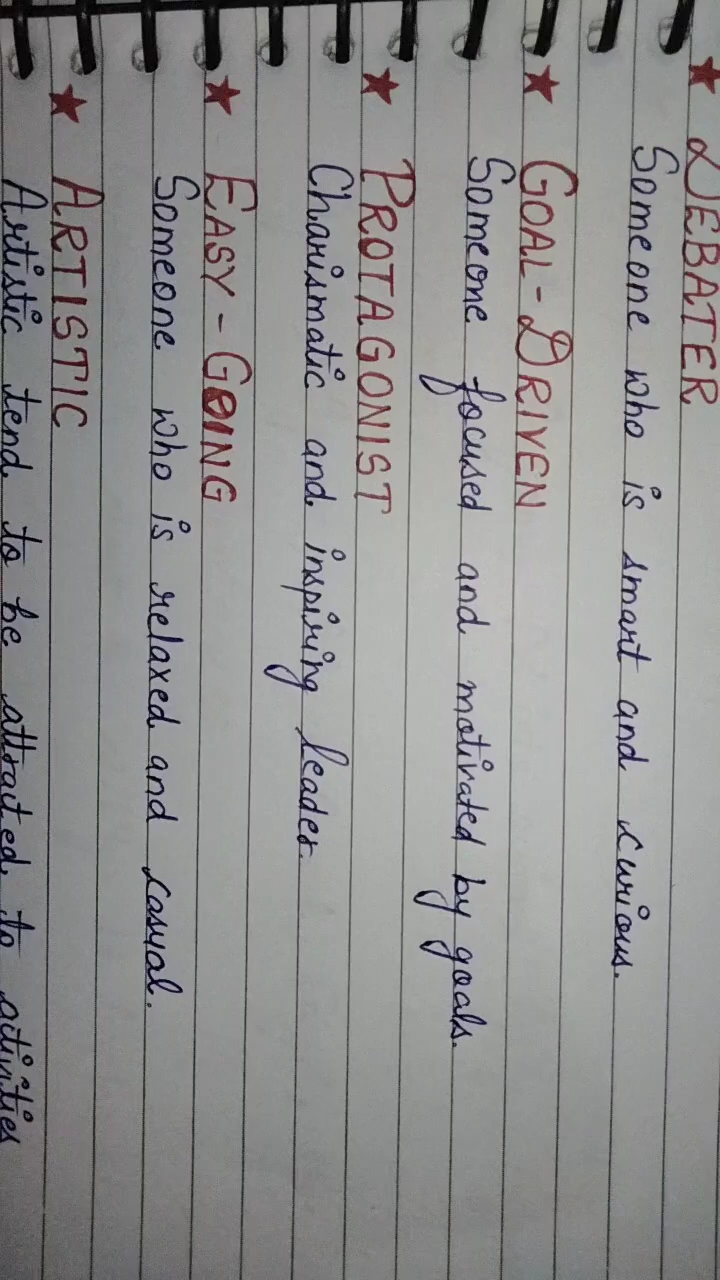 ★ DEBATER
Someone who is smart and curious.
★ GOAL-DRIVEN
Someone focused and motivated by goals.
★ PROTAGONIST
Charismatic and inspiring leader.
★ EASY-GOING
Someone who is relaxed and casual.
★ ARTISTIC
Artistic tend to be attracted to activities